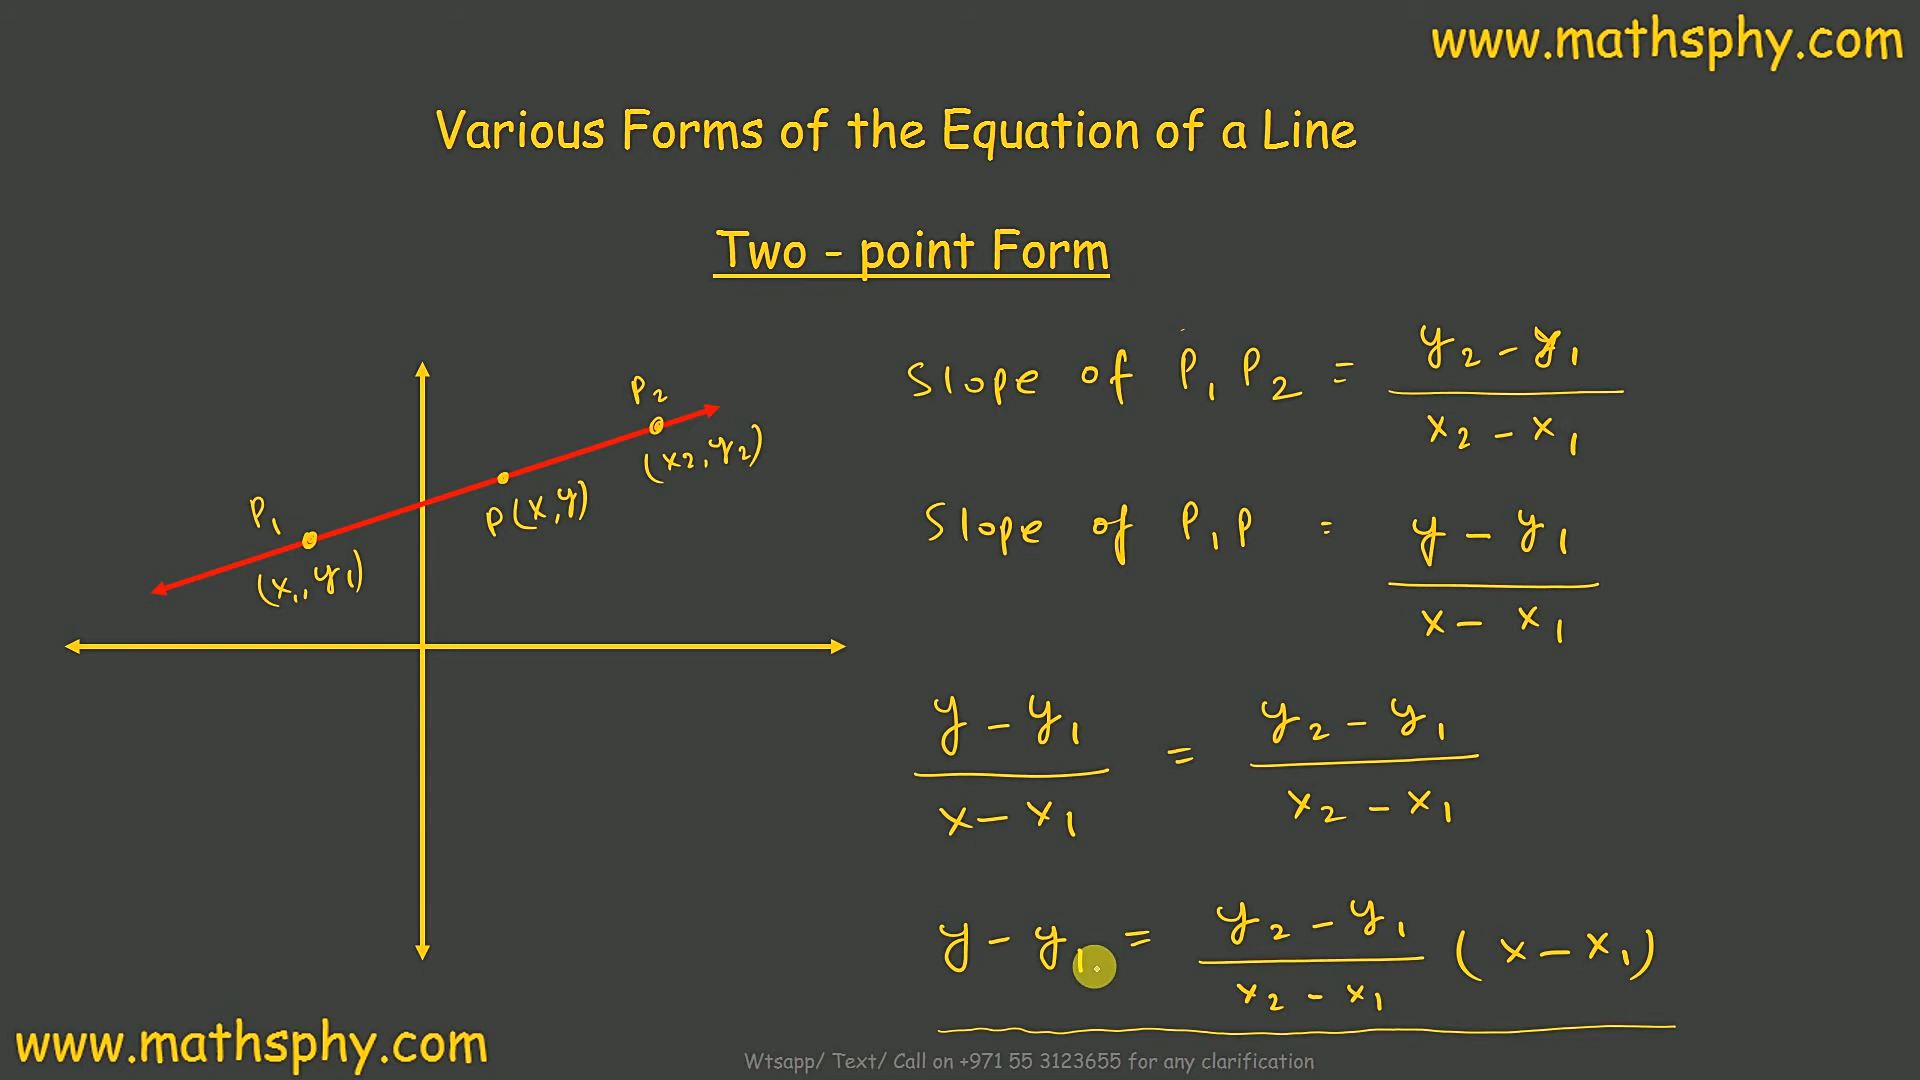 www.mathsphy.com
Various Forms of the Equation of a Line
Two - point Form
P₂
(x₂, y₂)
P(x, y)
P₁
(x₁, y₁)
Slope of P₁ P₂ = (y₂ - y₁) / (x₂ - x₁)
Slope of P₁ P = (y - y₁) / (x - x₁)
(y - y₁) / (x - x₁) = (y₂ - y₁) / (x₂ - x₁)
y - y₁ = (y₂ - y₁) / (x₂ - x₁) (x - x₁)
www.mathsphy.com
Wtsapp/ Text/ Call on +971 55 3123655 for any clarification